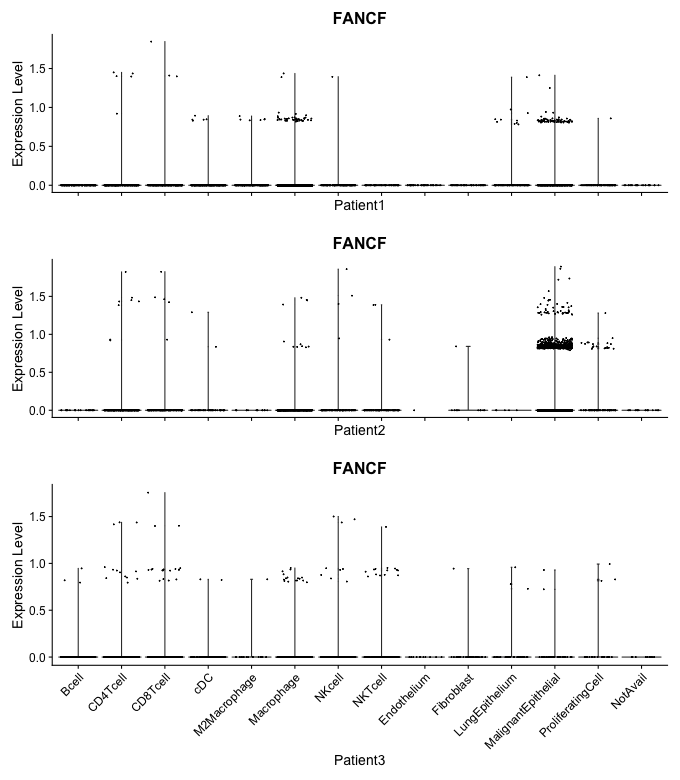 FANCF
Expression Level
1.5
1.0
0.5
0.0
Patient1
FANCF
Expression Level
1.5
1.0
0.5
0.0
Patient2
FANCF
Expression Level
1.5
1.0
0.5
0.0
Bcell
CD4Tcell
CD8Tcell
cDC
M2Macrophage
Macrophage
NKcell
NKTcell
Endothelium
Fibroblast
LungEpithelium
MalignantEpithelial
ProliferatingCell
NotAvail
Patient3